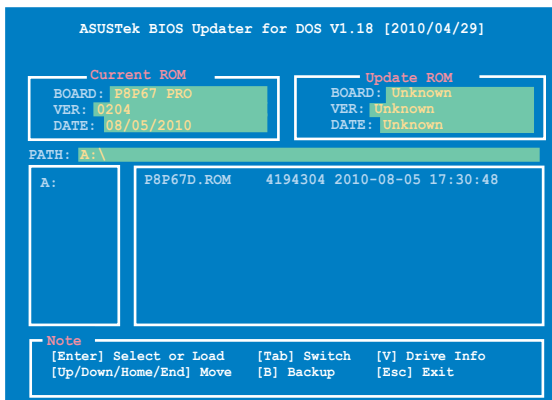 ASUSTek BIOS Updater for DOS V1.18 [2010/04/29]
Current ROM
BOARD: P8P67 PRO
VER: 0204
DATE: 08/05/2010
Update ROM
BOARD: Unknown
VER: Unknown
DATE: Unknown
PATH: A:\
A:
P8P67D.ROM 4194304 2010-08-05 17:30:48
Note
[Enter] Select or Load [Tab] Switch [V] Drive Info
[Up/Down/Home/End] Move [B] Backup [Esc] Exit